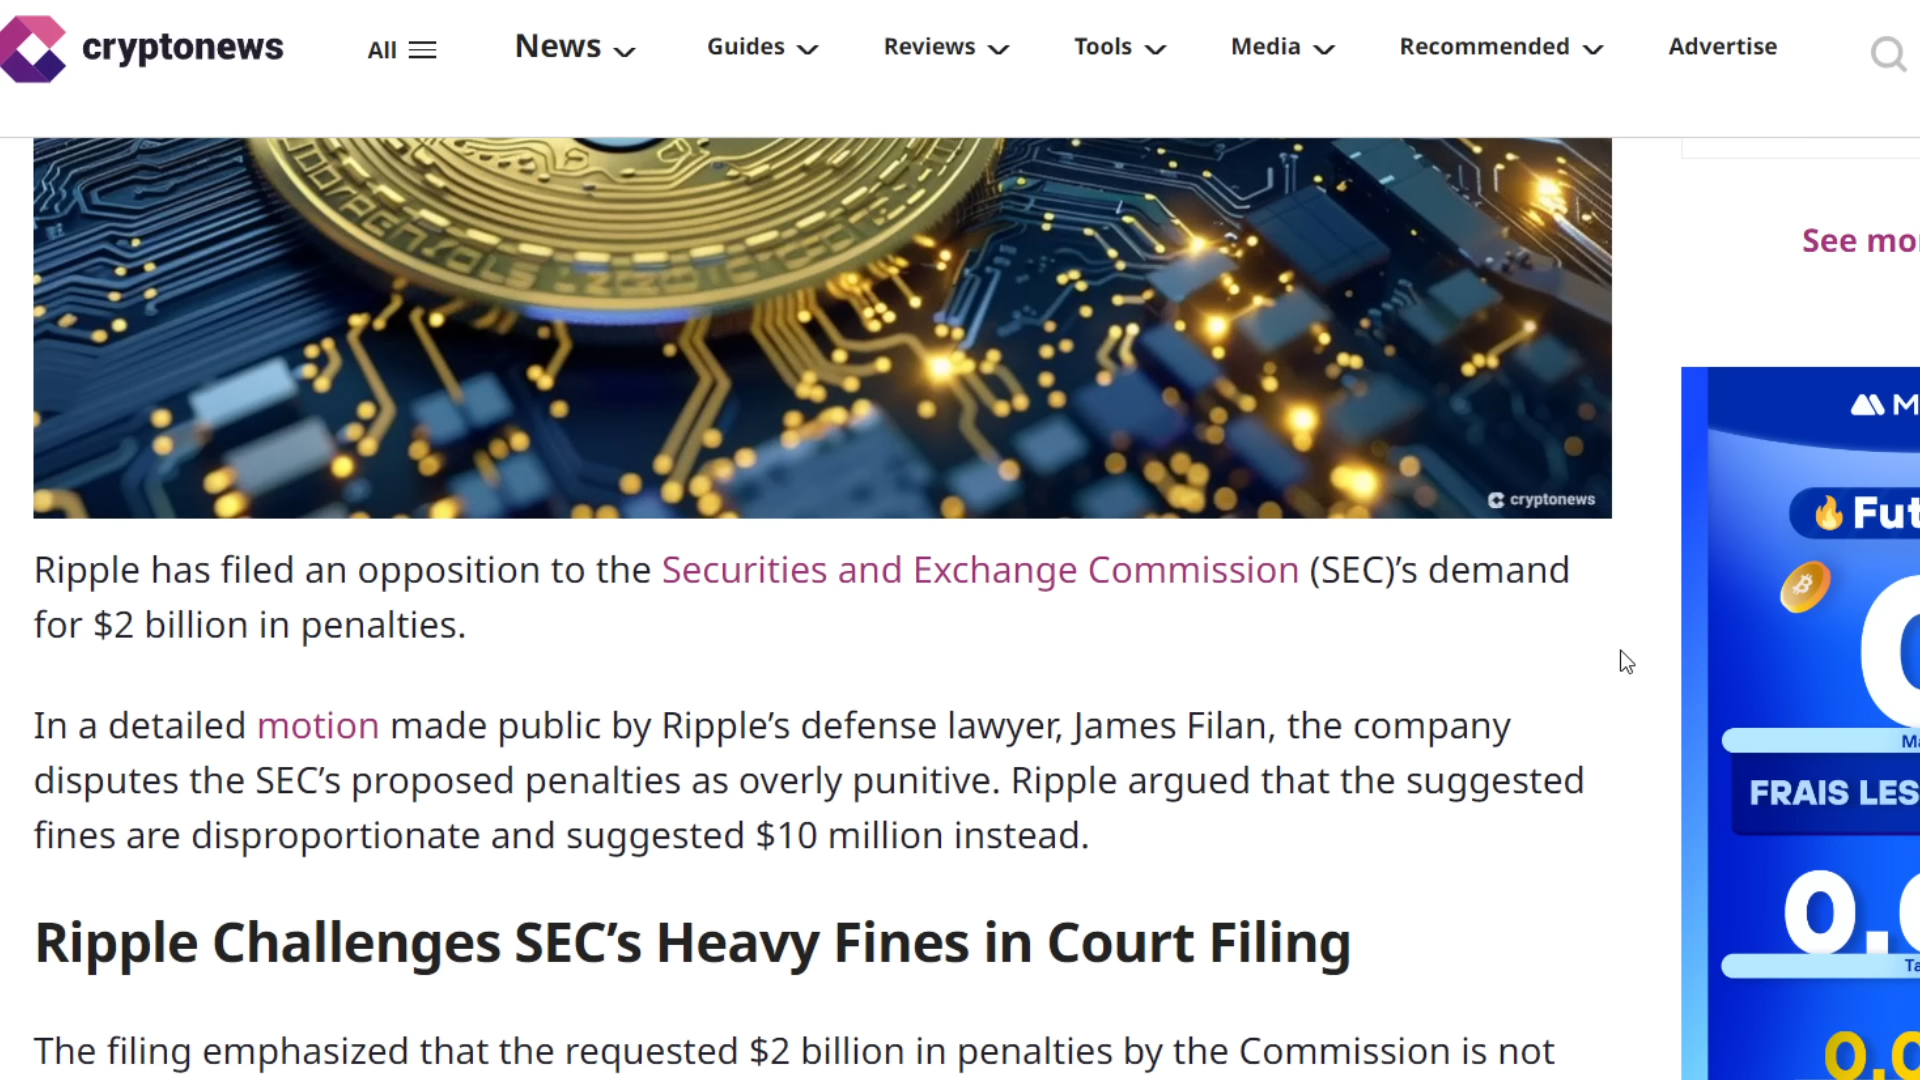 cryptonews
All
News
Guides
Reviews
Tools
Media
Recommended
Advertise
cryptonews
Ripple has filed an opposition to the Securities and Exchange Commission (SEC)’s demand
for $2 billion in penalties.
In a detailed motion made public by Ripple’s defense lawyer, James Filan, the company
disputes the SEC’s proposed penalties as overly punitive. Ripple argued that the suggested
fines are disproportionate and suggested $10 million instead.
Ripple Challenges SEC’s Heavy Fines in Court Filing
The filing emphasized that the requested $2 billion in penalties by the Commission is not
See
FRAIS